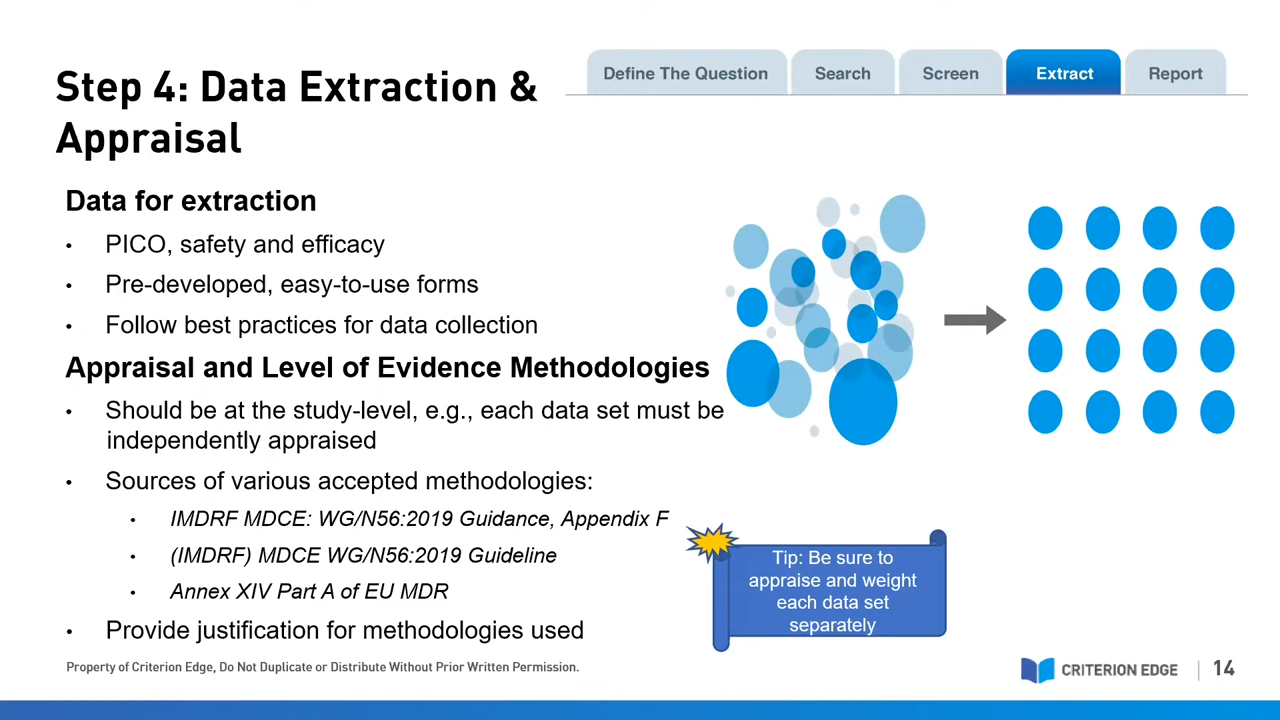 Step 4: Data Extraction &
Appraisal
Define The Question
Search
Screen
Extract
Report
Data for extraction
• PICO, safety and efficacy
• Pre-developed, easy-to-use forms
• Follow best practices for data collection
Appraisal and Level of Evidence Methodologies
• Should be at the study-level, e.g., each data set must be
independently appraised
• Sources of various accepted methodologies:
• IMDRF MDCE: WG/N56:2019 Guidance, Appendix F
• (IMDRF) MDCE WG/N56:2019 Guideline
• Annex XIV Part A of EU MDR
• Provide justification for methodologies used
Tip: Be sure to
appraise and weight
each data set
separately
Property of Criterion Edge, Do Not Duplicate or Distribute Without Prior Written Permission.
CRITERION EDGE
14